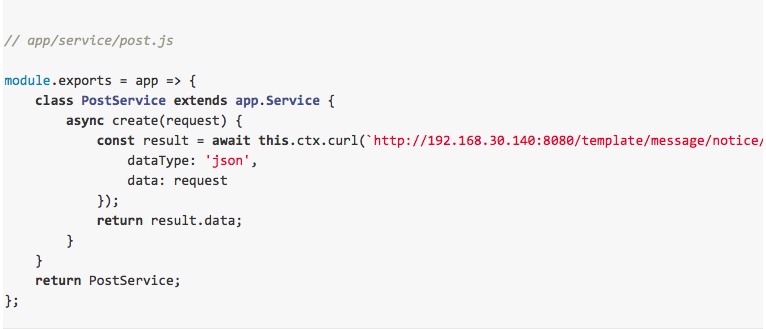 // app/service/post.js
module.exports = app => {
class PostService extends app.Service {
async create(request) {
const result = await this.ctx.curl(`http://192.168.30.140:8080/template/message/notice/
dataType: 'json',
data: request
});
return result.data;
}
}
return PostService;
};